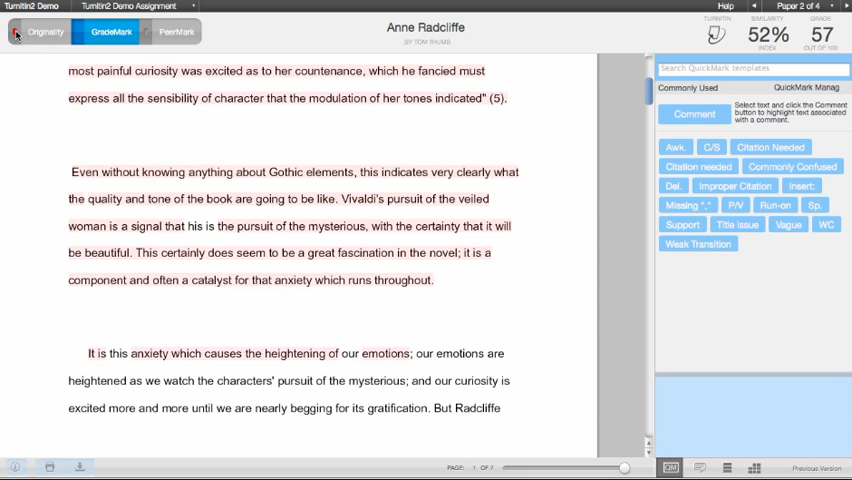 Turnitin2 Demo Turnitin2 Demo Assignment Help Paper 2 of 4
Originality GradeMark PeerMark
Anne Radcliffe
BY TOM THUMB
TURNITIN SIMILARITY GRADE
52% 57
INDEX OUT OF 100
most painful curiosity was excited as to her countenance, which he fancied must
express all the sensibility of character that the modulation of her tones indicated" (5).
Even without knowing anything about Gothic elements, this indicates very clearly what
the quality and tone of the book are going to be like. Vivaldi's pursuit of the veiled
woman is a signal that his is the pursuit of the mysterious, with the certainty that it will
be beautiful. This certainly does seem to be a great fascination in the novel; it is a
component and often a catalyst for that anxiety which runs throughout.
It is this anxiety which causes the heightening of our emotions; our emotions are
heightened as we watch the characters' pursuit of the mysterious; and our curiosity is
excited more and more until we are nearly begging for its gratification. But Radcliffe
Search QuickMark templates
Commonly Used QuickMark Manag
Comment
Select text and click the Comment
button to highlight text associated
with a comment.
Awk. C/S Citation Needed
Citation needed Commonly Confused
Del. Improper Citation Insert:
Missing "," P/V Run-on Sp.
Support Title Issue Vague WC
Weak Transition
PAGE: 1 OF 7
QM
Previous Version